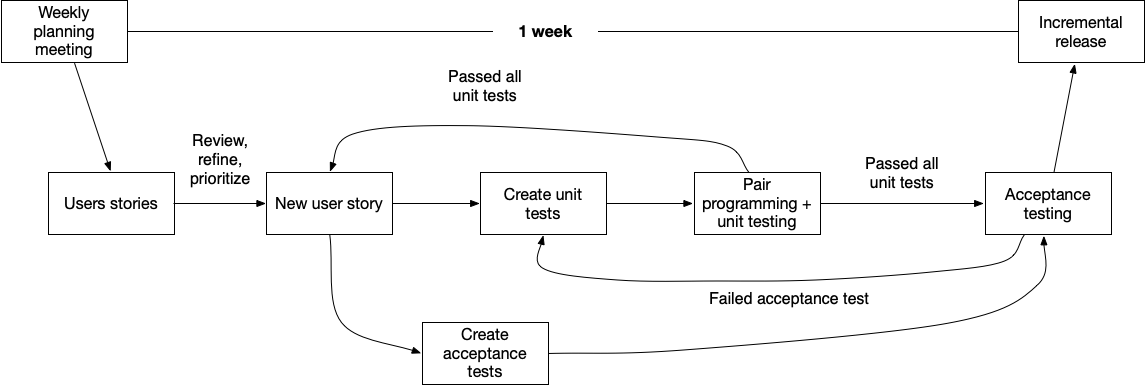 Weekly
planning
meeting
1 week
Incremental
release
Passed all
unit tests
Review,
refine,
prioritize
Passed all
unit tests
Users stories
New user story
Create unit
tests
Pair
programming +
unit testing
Acceptance
testing
Failed acceptance test
Create
acceptance
tests